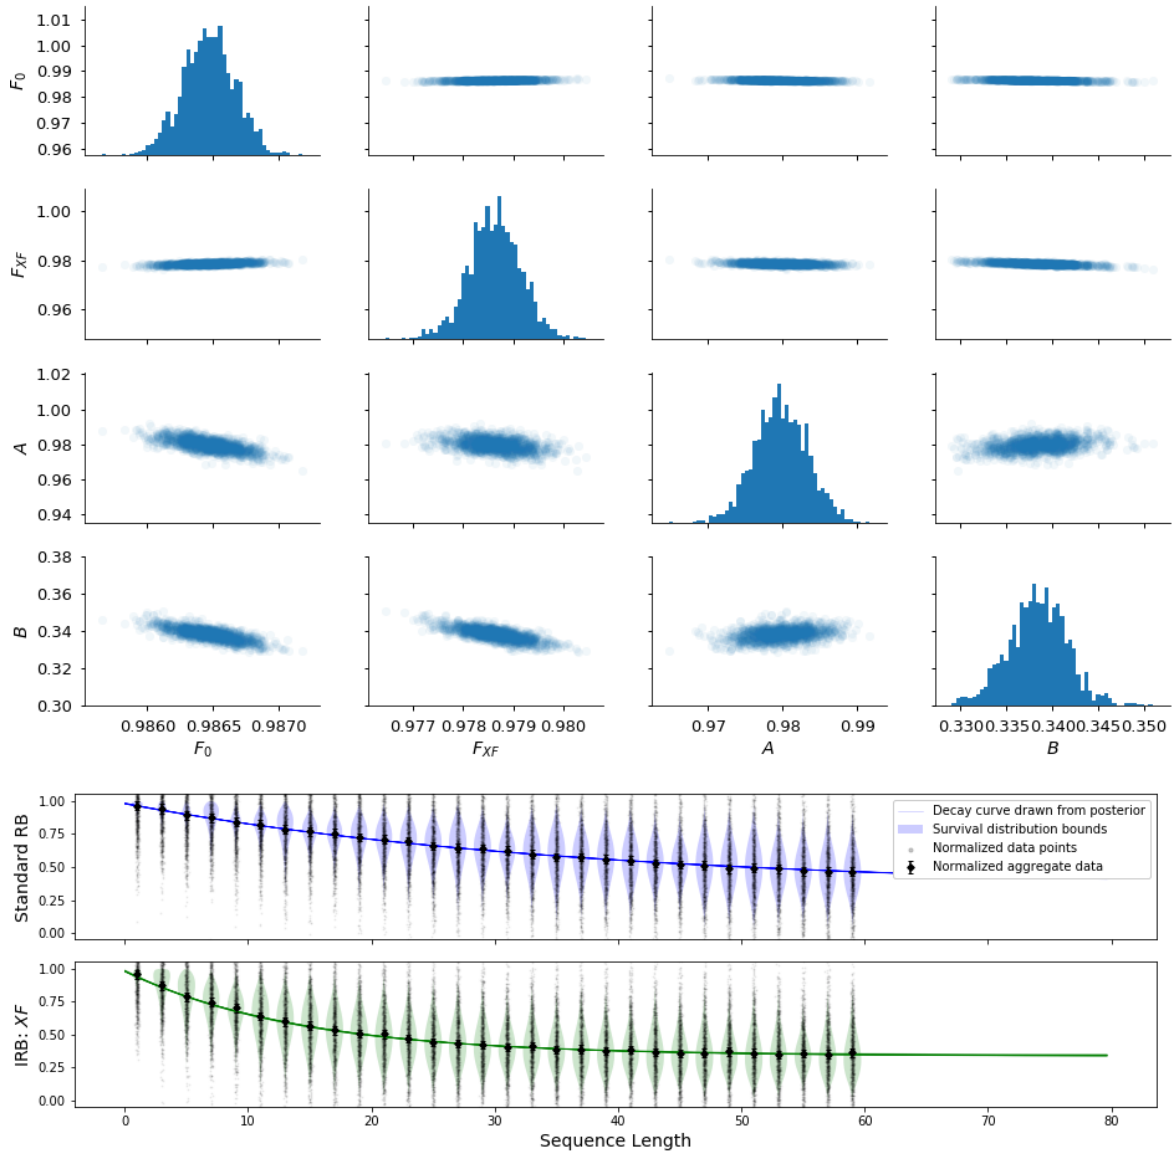 1.01
1.00
0.99
0.98
0.97
0.96
F0
1.00
0.98
0.96
FXF
1.02
1.00
0.98
0.96
0.94
A
0.38
0.36
0.34
0.32
0.30
B
0.9860 0.9865 0.9870
0.977 0.978 0.979 0.980
0.97 0.98 0.99
0.330 0.335 0.340 0.345 0.350
F0
FXF
A
B
1.00
0.75
0.50
0.25
0.00
Standard RB
Decay curve drawn from posterior
Survival distribution bounds
Normalized data points
Normalized aggregate data
1.00
0.75
0.50
0.25
0.00
IRB: XF
0 10 20 30 40 50 60 70 80
Sequence Length